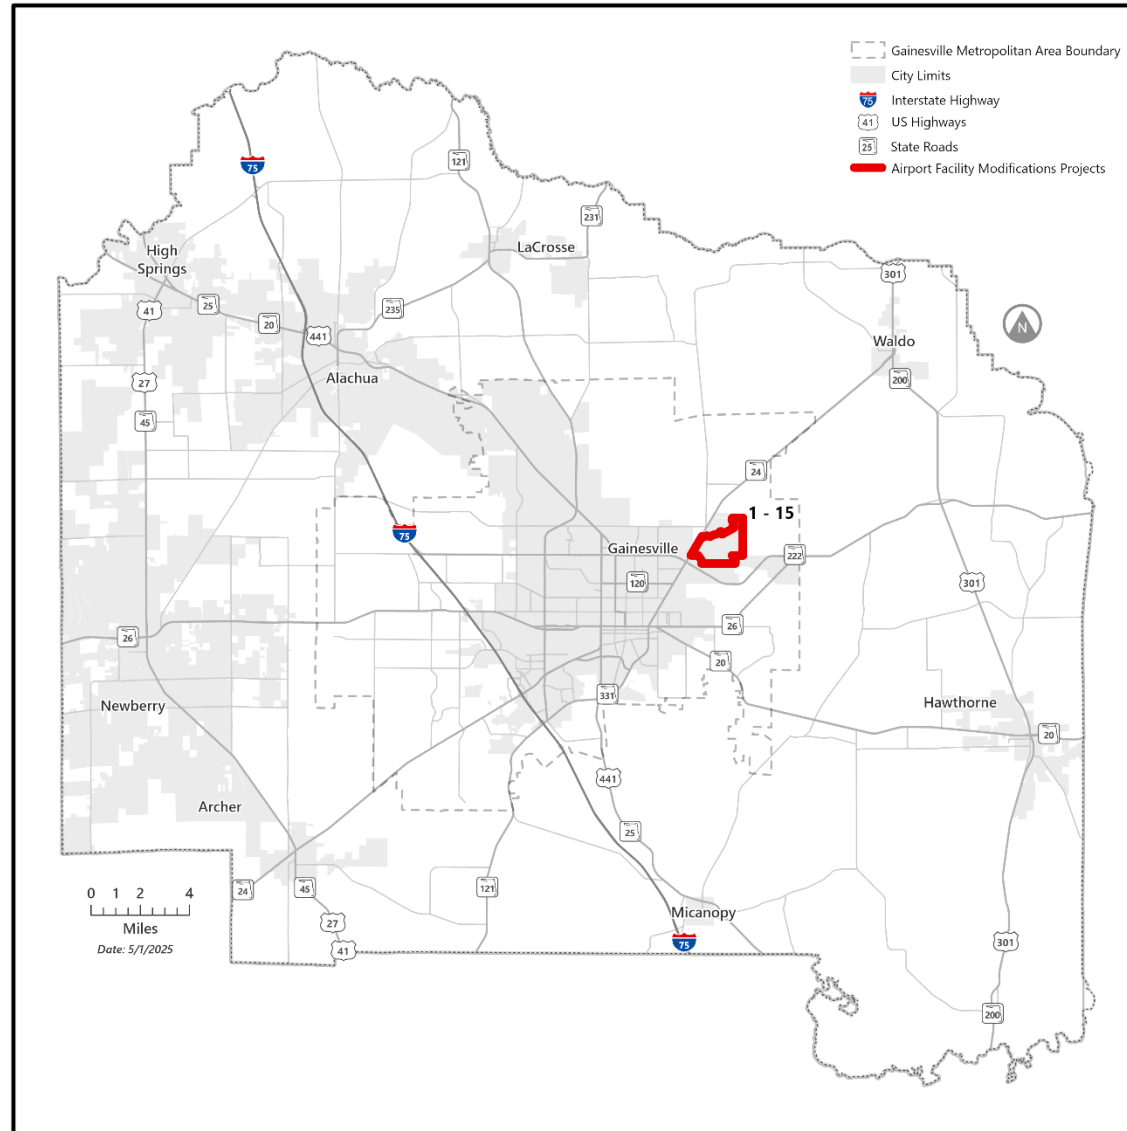 Gainesville Metropolitan Area Boundary
City Limits
75
Interstate Highway
41
US Highways
25
State Roads
Airport Facility Modifications Projects
75
121
231
LaCrosse
High
Springs
301
41
25
235
20
441
N
Waldo
Alachua
27
200
45
24
1 - 15
75
Gainesville
222
120
301
26
26
20
331
Newberry
Hawthorne
20
441
Archer
25
24
45
121
0 1 2 4
Miles
Date: 5/1/2025
27
41
Micanopy
75
301
200